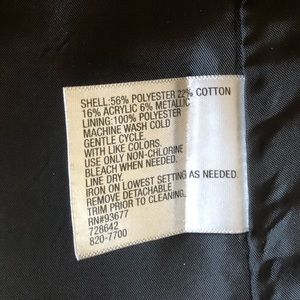 SHELL:56% POLYESTER 22% COTTON
16% ACRYLIC 6% METALLIC
LINING:100% POLYESTER
MACHINE WASH COLD
GENTLE CYCLE.
WITH LIKE COLORS.
USE ONLY NON-CHLORINE
BLEACH WHEN NEEDED.
LINE DRY.
IRON ON LOWEST SETTING AS NEEDED.
REMOVE DETACHABLE
TRIM PRIOR TO CLEANING.
RN#93677
728642
820-7700